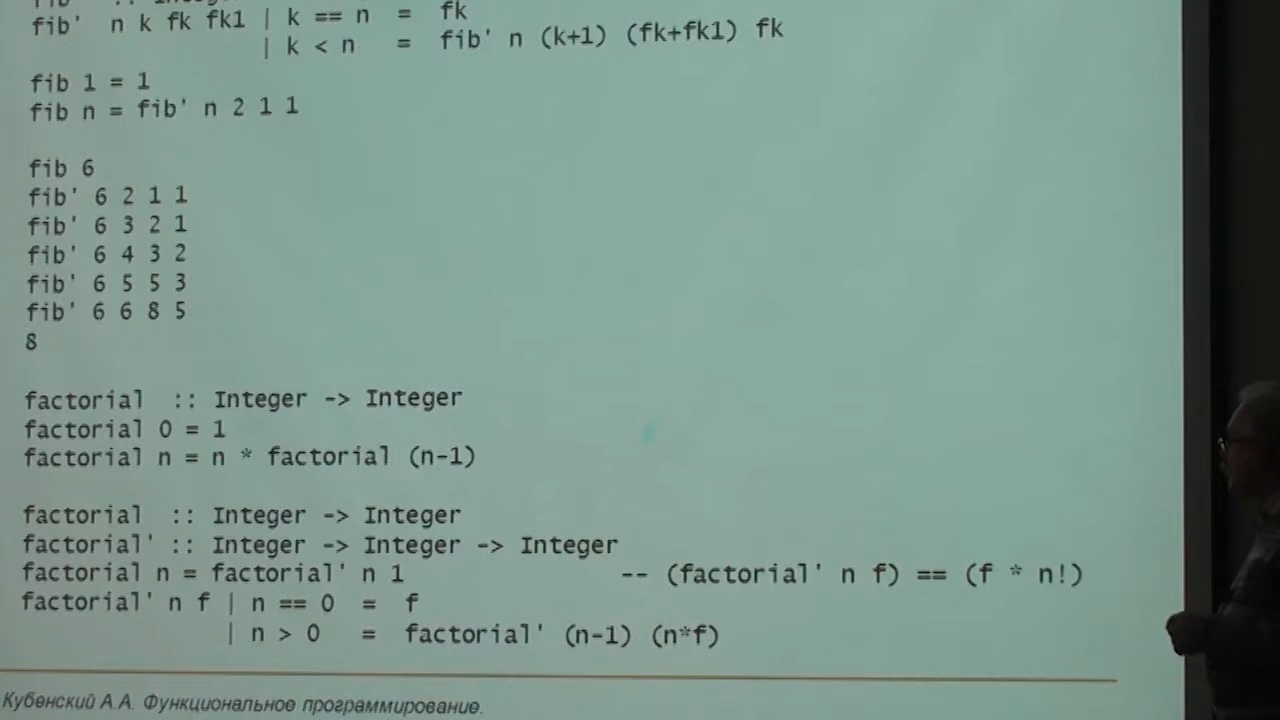 fib' n k fk fk1 | k == n = fk
| k < n = fib' n (k+1) (fk+fk1) fk
fib 1 = 1
fib n = fib' n 2 1 1
fib 6
fib' 6 2 1 1
fib' 6 3 2 1
fib' 6 4 3 2
fib' 6 5 5 3
fib' 6 6 8 5
8
factorial :: Integer -> Integer
factorial 0 = 1
factorial n = n * factorial (n-1)
factorial :: Integer -> Integer
factorial' :: Integer -> Integer -> Integer
factorial n = factorial' n 1 -- (factorial' n f) == (f * n!)
factorial' n f | n == 0 = f
| n > 0 = factorial' (n-1) (n*f)
Кубенский А.А. Функциональное программирование.